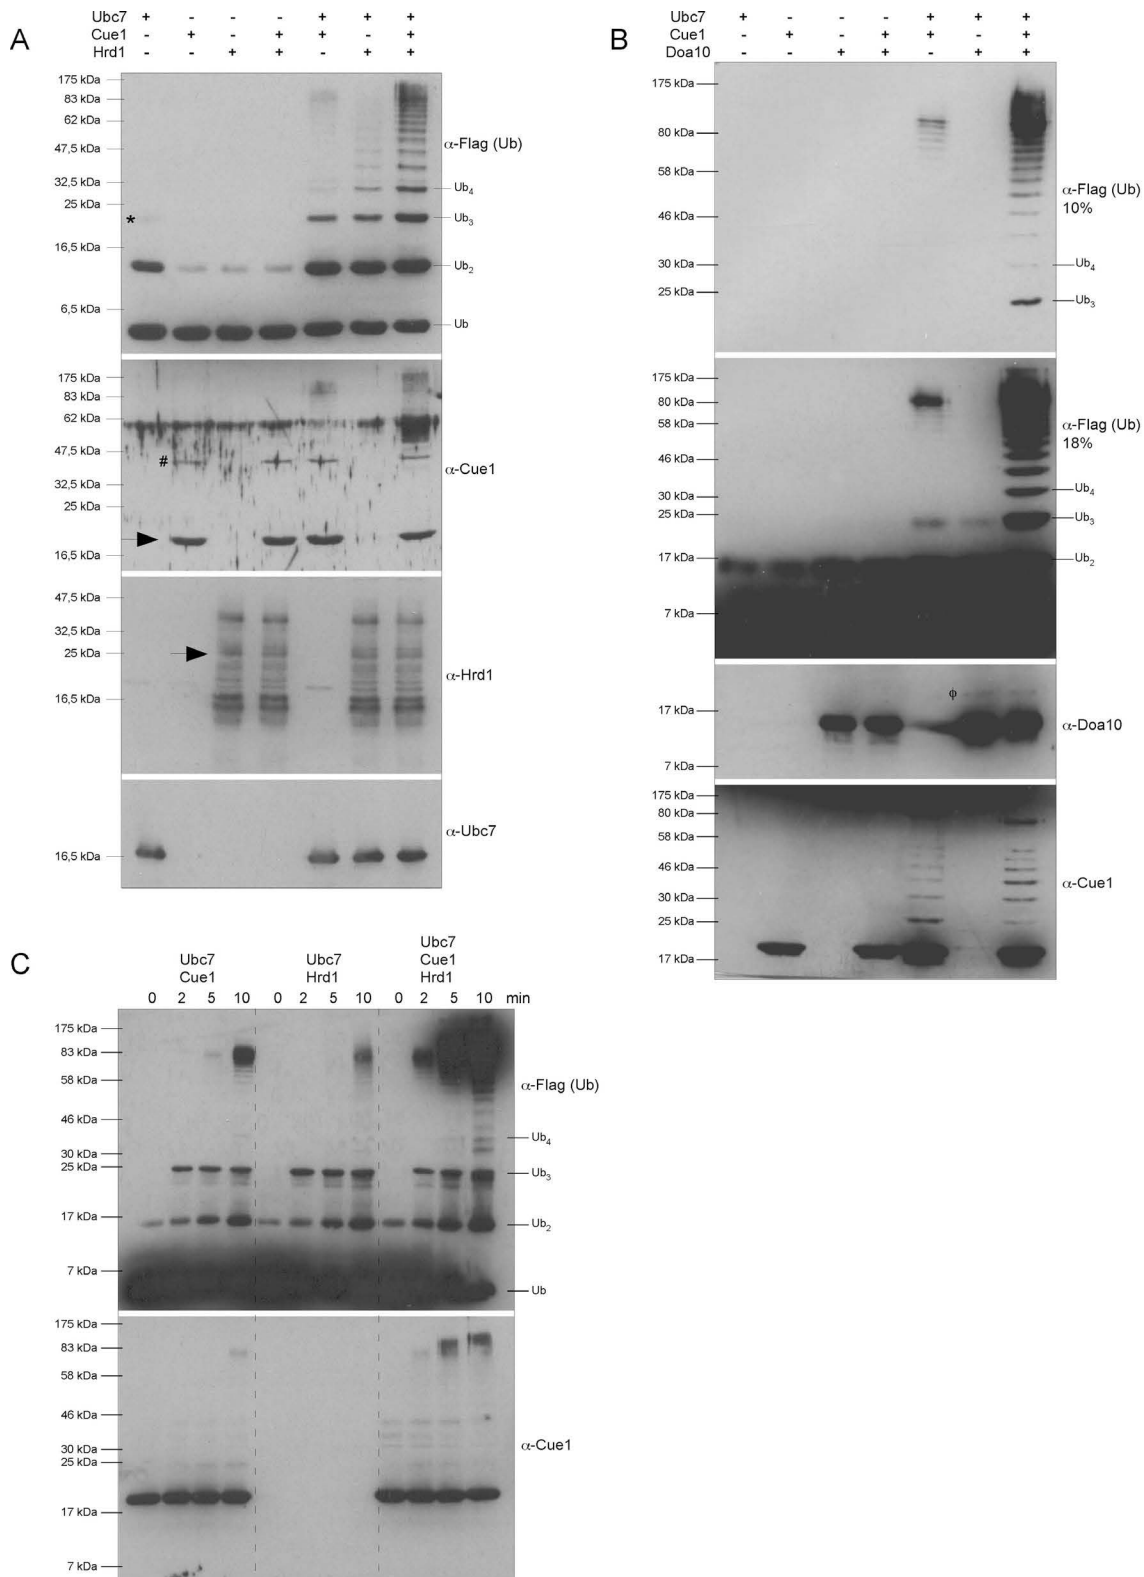 A
Ubc7 + - - - + + +
Cue1 - + - + + - +
Hrd1 - - + + - + +
175 kDa
83 kDa
47,5 kDa
32,5 kDa
25 kDa
*
16,5 kDa
6,5 kDa
α-Flag (Ub)
Ub4
Ub3
Ub2
Ub
175 kDa
83 kDa
62 kDa
47,5 kDa
#
32,5 kDa
25 kDa
16,5 kDa
α-Cue1
47,5 kDa
32,5 kDa
25 kDa
16,5 kDa
α-Hrd1
16,5 kDa
α-Ubc7
B
Ubc7 + - - - + + +
Cue1 - + - + + - +
Doa10 - - + + - + +
175 kDa
80 kDa
58 kDa
46 kDa
30 kDa
25 kDa
α-Flag (Ub)
10%
Ub4
Ub3
175 kDa
80 kDa
58 kDa
46 kDa
30 kDa
25 kDa
17 kDa
7 kDa
α-Flag (Ub)
18%
Ub4
Ub3
Ub2
ϕ
17 kDa
7 kDa
α-Doa10
175 kDa
80 kDa
58 kDa
46 kDa
30 kDa
25 kDa
17 kDa
α-Cue1
C
Ubc7
Cue1
Ubc7
Hrd1
Ubc7
Cue1
Hrd1
0 2 5 10 0 2 5 10 0 2 5 10 min
175 kDa
83 kDa
58 kDa
46 kDa
30 kDa
25 kDa
17 kDa
7 kDa
α-Flag (Ub)
Ub4
Ub3
Ub2
Ub
175 kDa
83 kDa
58 kDa
46 kDa
30 kDa
25 kDa
17 kDa
7 kDa
α-Cue1